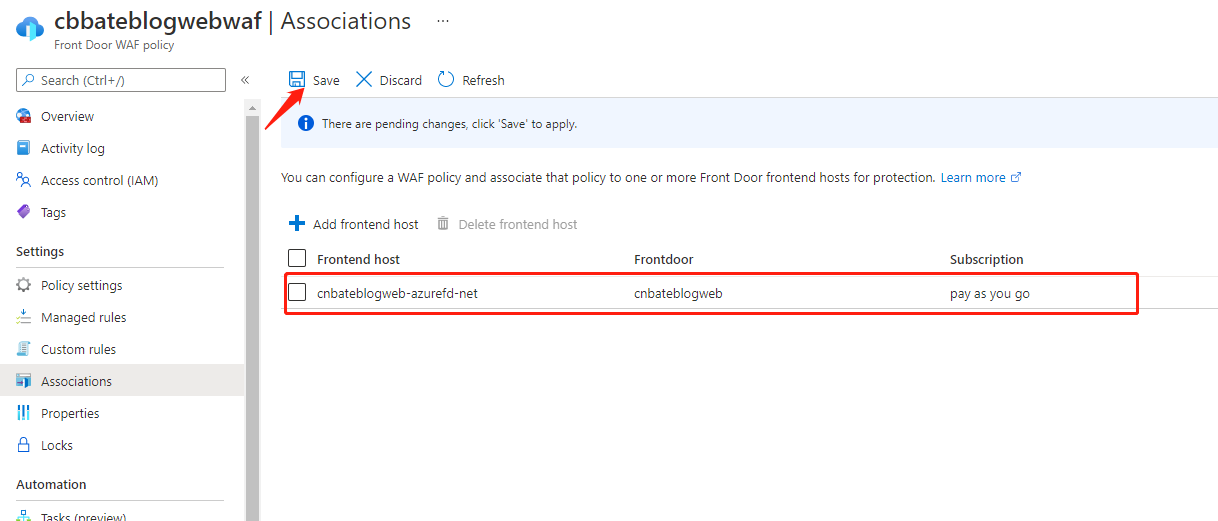 cbbateblogwebwaf | Associations ...
Front Door WAF policy
Search (Ctrl+/) «
Overview
Activity log
Access control (IAM)
Tags
Settings
Policy settings
Managed rules
Custom rules
Associations
Properties
Locks
Automation
Tasks (preview)
Save Discard Refresh
There are pending changes, click 'Save' to apply.
You can configure a WAF policy and associate that policy to one or more Front Door frontend hosts for protection. Learn more
Add frontend host Delete frontend host
Frontend host Frontdoor Subscription
cnbateblogweb-azurefd-net cnbateblogweb pay as you go